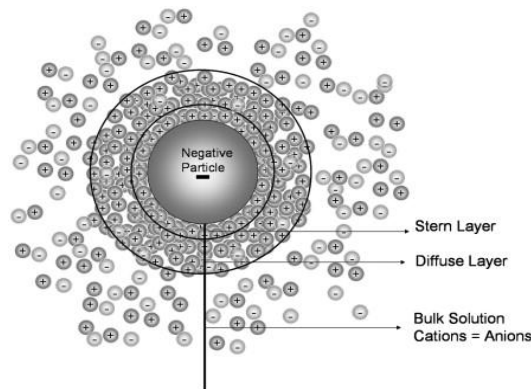 Negative
Particle
-
Stern Layer
Diffuse Layer
Bulk Solution
Cations = Anions